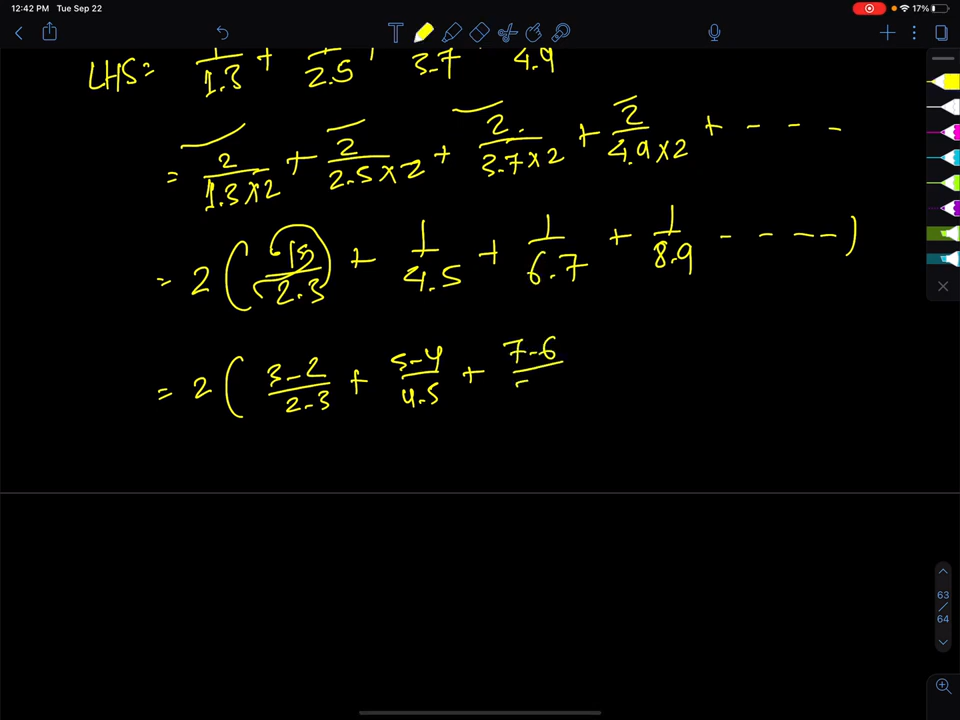 12:42 PM Tue Sep 22 17%
LHS= 1/1.3 + 1/2.5 + 1/3.7 + 1/4.9
= 2/1.3×2 + 2/2.5×2 + 2/3.7×2 + 2/4.9×2 + - - -
= 2 ( /2.3 + 1/4.5 + 1/6.7 + 1/8.9 - - - - )
= 2 ( 3-2/2.3 + 5-4/4.5 + 7-6/
63
/
64